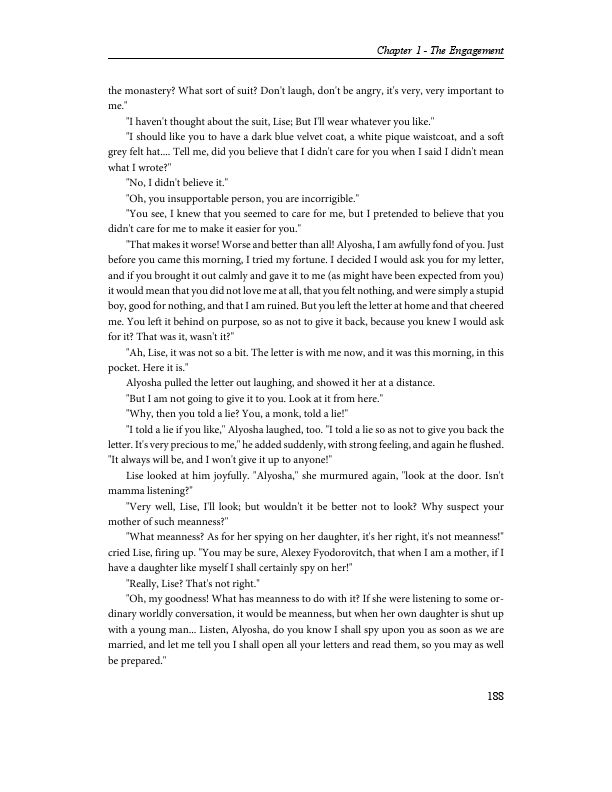 Chapter 1 - The Engagement
the monastery? What sort of suit? Don't laugh, don't be angry, it's very, very important to
me."
"I haven't thought about the suit, Lise; But I'll wear whatever you like."
"I should like you to have a dark blue velvet coat, a white pique waistcoat, and a soft
grey felt hat.... Tell me, did you believe that I didn't care for you when I said I didn't mean
what I wrote?"
"No, I didn't believe it."
"Oh, you insupportable person, you are incorrigible."
"You see, I knew that you seemed to care for me, but I pretended to believe that you
didn't care for me to make it easier for you."
"That makes it worse! Worse and better than all! Alyosha, I am awfully fond of you. Just
before you came this morning, I tried my fortune. I decided I would ask you for my letter,
and if you brought it out calmly and gave it to me (as might have been expected from you)
it would mean that you did not love me at all, that you felt nothing, and were simply a stupid
boy, good for nothing, and that I am ruined. But you left the letter at home and that cheered
me. You left it behind on purpose, so as not to give it back, because you knew I would ask
for it? That was it, wasn't it?"
"Ah, Lise, it was not so a bit. The letter is with me now, and it was this morning, in this
pocket. Here it is."
Alyosha pulled the letter out laughing, and showed it her at a distance.
"But I am not going to give it to you. Look at it from here."
"Why, then you told a lie? You, a monk, told a lie!"
"I told a lie if you like," Alyosha laughed, too. "I told a lie so as not to give you back the
letter. It's very precious to me," he added suddenly, with strong feeling, and again he flushed.
"It always will be, and I won't give it up to anyone!"
Lise looked at him joyfully. "Alyosha," she murmured again, "look at the door. Isn't
mamma listening?"
"Very well, Lise, I'll look; but wouldn't it be better not to look? Why suspect your
mother of such meanness?"
"What meanness? As for her spying on her daughter, it's her right, it's not meanness!"
cried Lise, firing up. "You may be sure, Alexey Fyodorovitch, that when I am a mother, if I
have a daughter like myself I shall certainly spy on her!"
"Really, Lise? That's not right."
"Oh, my goodness! What has meanness to do with it? If she were listening to some or-
dinary worldly conversation, it would be meanness, but when her own daughter is shut up
with a young man... Listen, Alyosha, do you know I shall spy upon you as soon as we are
married, and let me tell you I shall open all your letters and read them, so you may as well
be prepared."
188